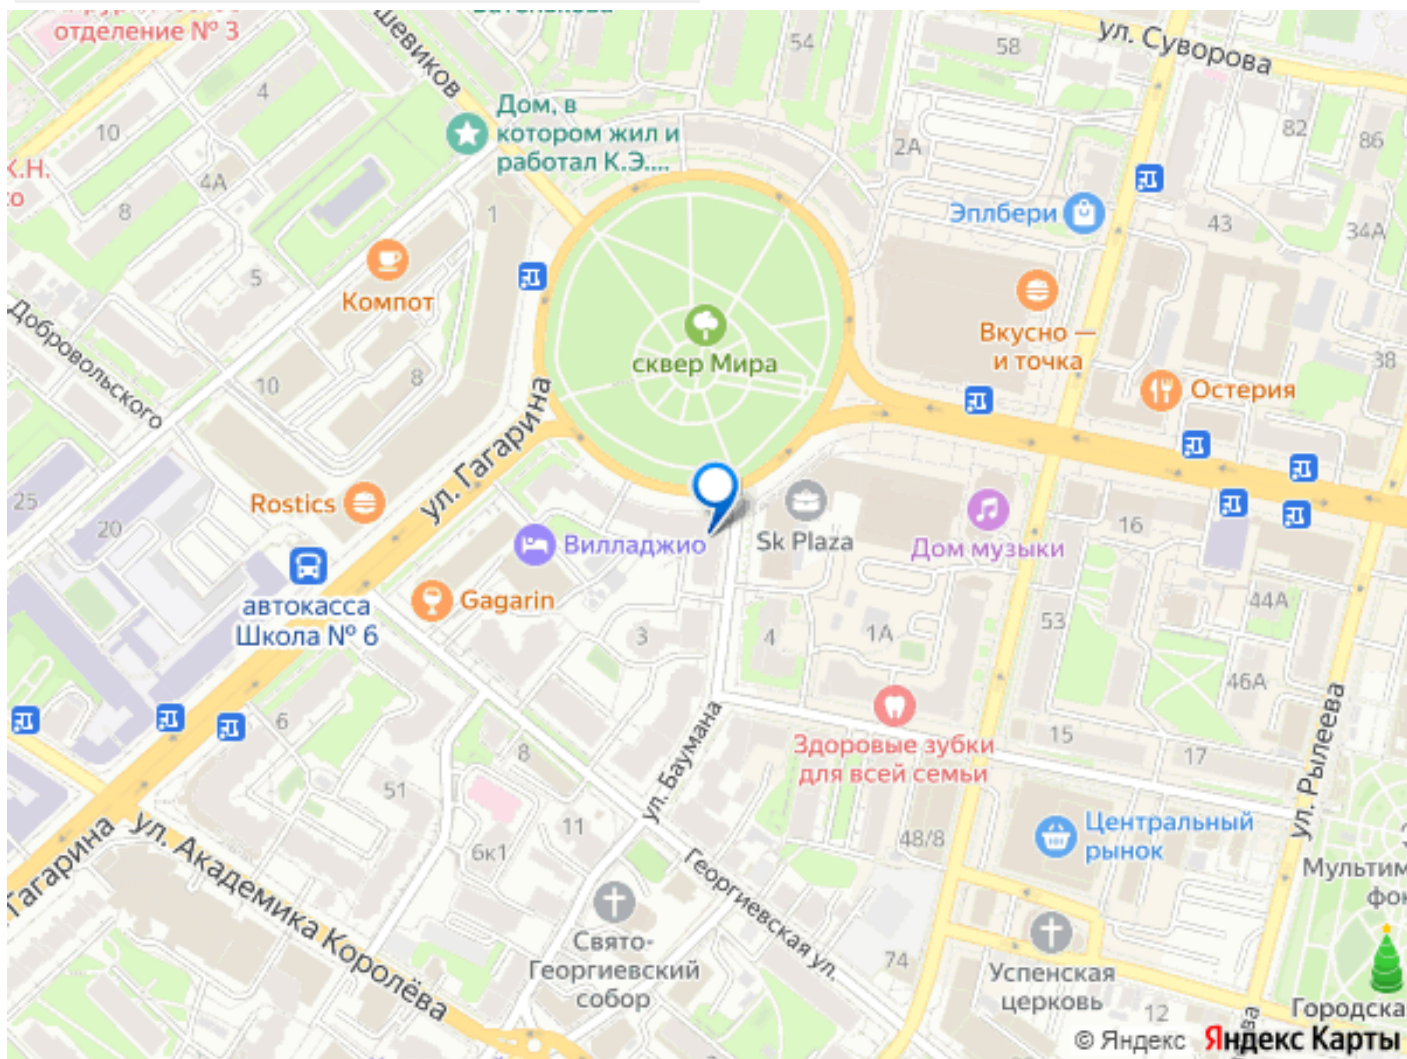 отделение № 3
шевиков
54
58
ул. Суворова
4
10
Дом, в
котором жил и
работал К.Э....
2А
82
86
К.Н.
4А
8
1
Эплбери
43
34А
5
Компот
Добровольского
сквер Мира
Вкусно —
и точка
38
10
8
Остерия
ул. Гагарина
25
20
Rostics
Вилладжио
Sk Plaza
Дом музыки
16
автокасса
Школа № 6
Gagarin
3
4
1А
53
44А
46А
6
8
ул. Баумана
Здоровые зубки
для всей семьи
15
17
ул. Рылеева
51
11
6к1
48/8
Центральный
рынок
Гагарина
ул. Академика Королёва
Георгиевская ул.
Мультим
фок
Свято-
Георгиевский
собор
74
Успенская
церковь
12
Городска
© Яндекс
Яндекс Карты